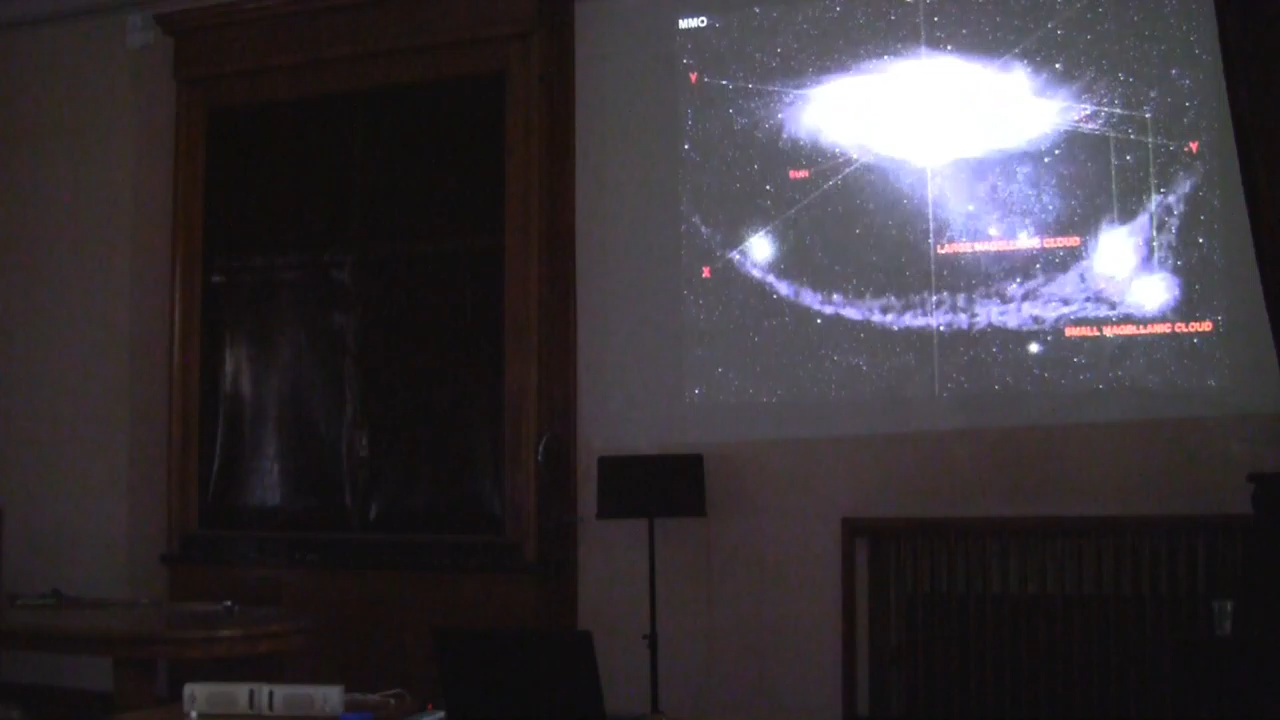 MMO
Y
Y
SUN
LARGE MAGELLANIC CLOUD
X
SMALL MAGELLANIC CLOUD